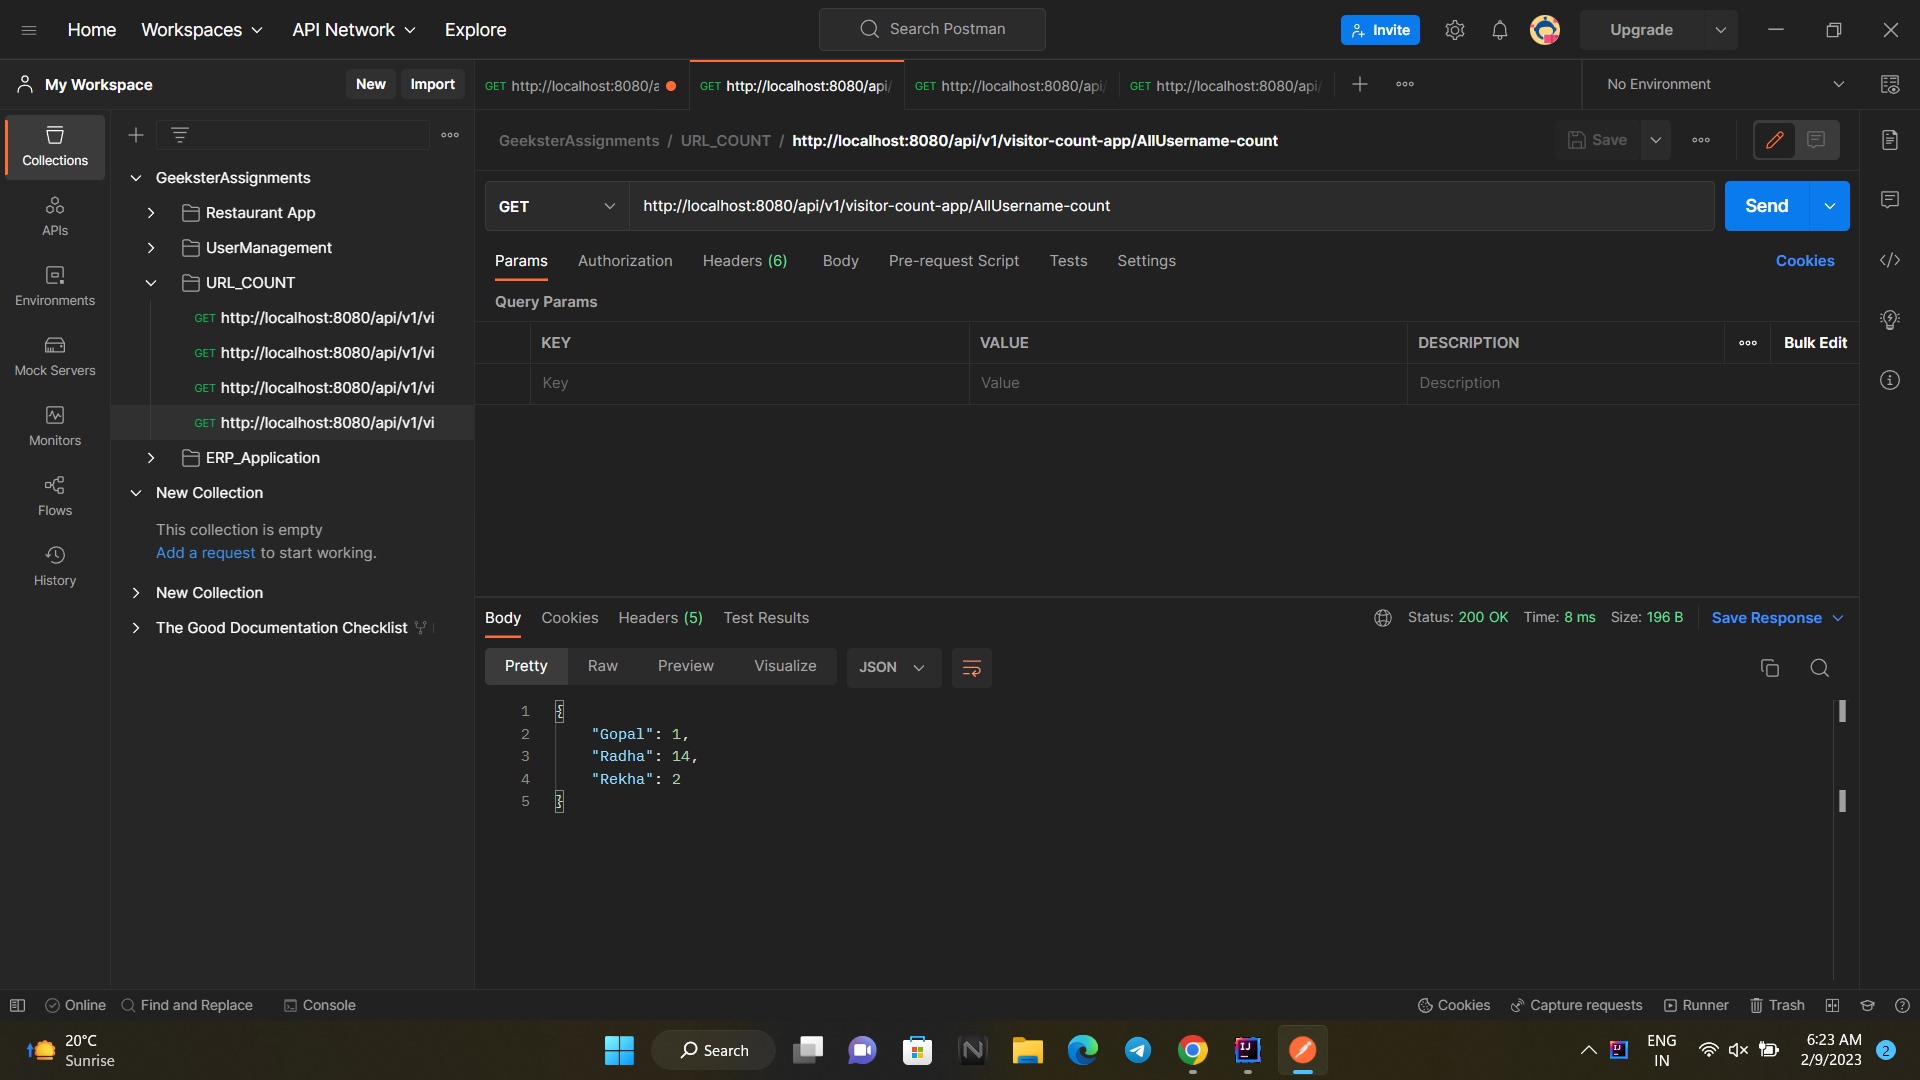 Home Workspaces API Network Explore Search Postman Invite Upgrade
My Workspace New Import GET http://localhost:8080/a GET http://localhost:8080/api/ GET http://localhost:8080/api/ GET http://localhost:8080/api/ No Environment
GeeksterAssignments / URL_COUNT / http://localhost:8080/api/v1/visitor-count-app/AllUsername-count Save
GET http://localhost:8080/api/v1/visitor-count-app/AllUsername-count Send
Params Authorization Headers (6) Body Pre-request Script Tests Settings Cookies
Query Params
KEY VALUE DESCRIPTION Bulk Edit
Key Value Description
Collections
APIs
Environments
Mock Servers
Monitors
Flows
History
GeeksterAssignments
Restaurant App
UserManagement
URL_COUNT
GET http://localhost:8080/api/v1/vi
GET http://localhost:8080/api/v1/vi
GET http://localhost:8080/api/v1/vi
GET http://localhost:8080/api/v1/vi
ERP_Application
New Collection
This collection is empty
Add a request to start working.
New Collection
The Good Documentation Checklist
Body Cookies Headers (5) Test Results Status: 200 OK Time: 8 ms Size: 196 B Save Response
Pretty Raw Preview Visualize JSON
1 {
2 "Gopal": 1,
3 "Radha": 14,
4 "Rekha": 2
5 }
Online Find and Replace Console Cookies Capture requests Runner Trash
20°C
Sunrise
Search
ENG
IN
6:23 AM
2/9/2023
2